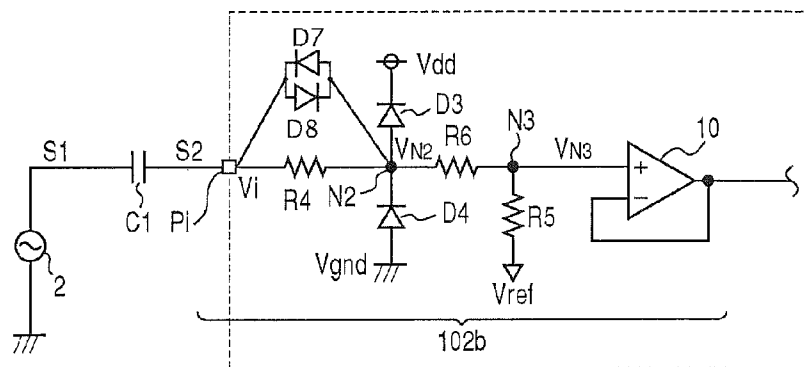 D7
Vdd
D8
D3
S1
S2
VN2
R6
N3
VN3
10
+
−
C1
PI
Vi
R4
N2
D4
R5
2
Vgnd
Vref
102b